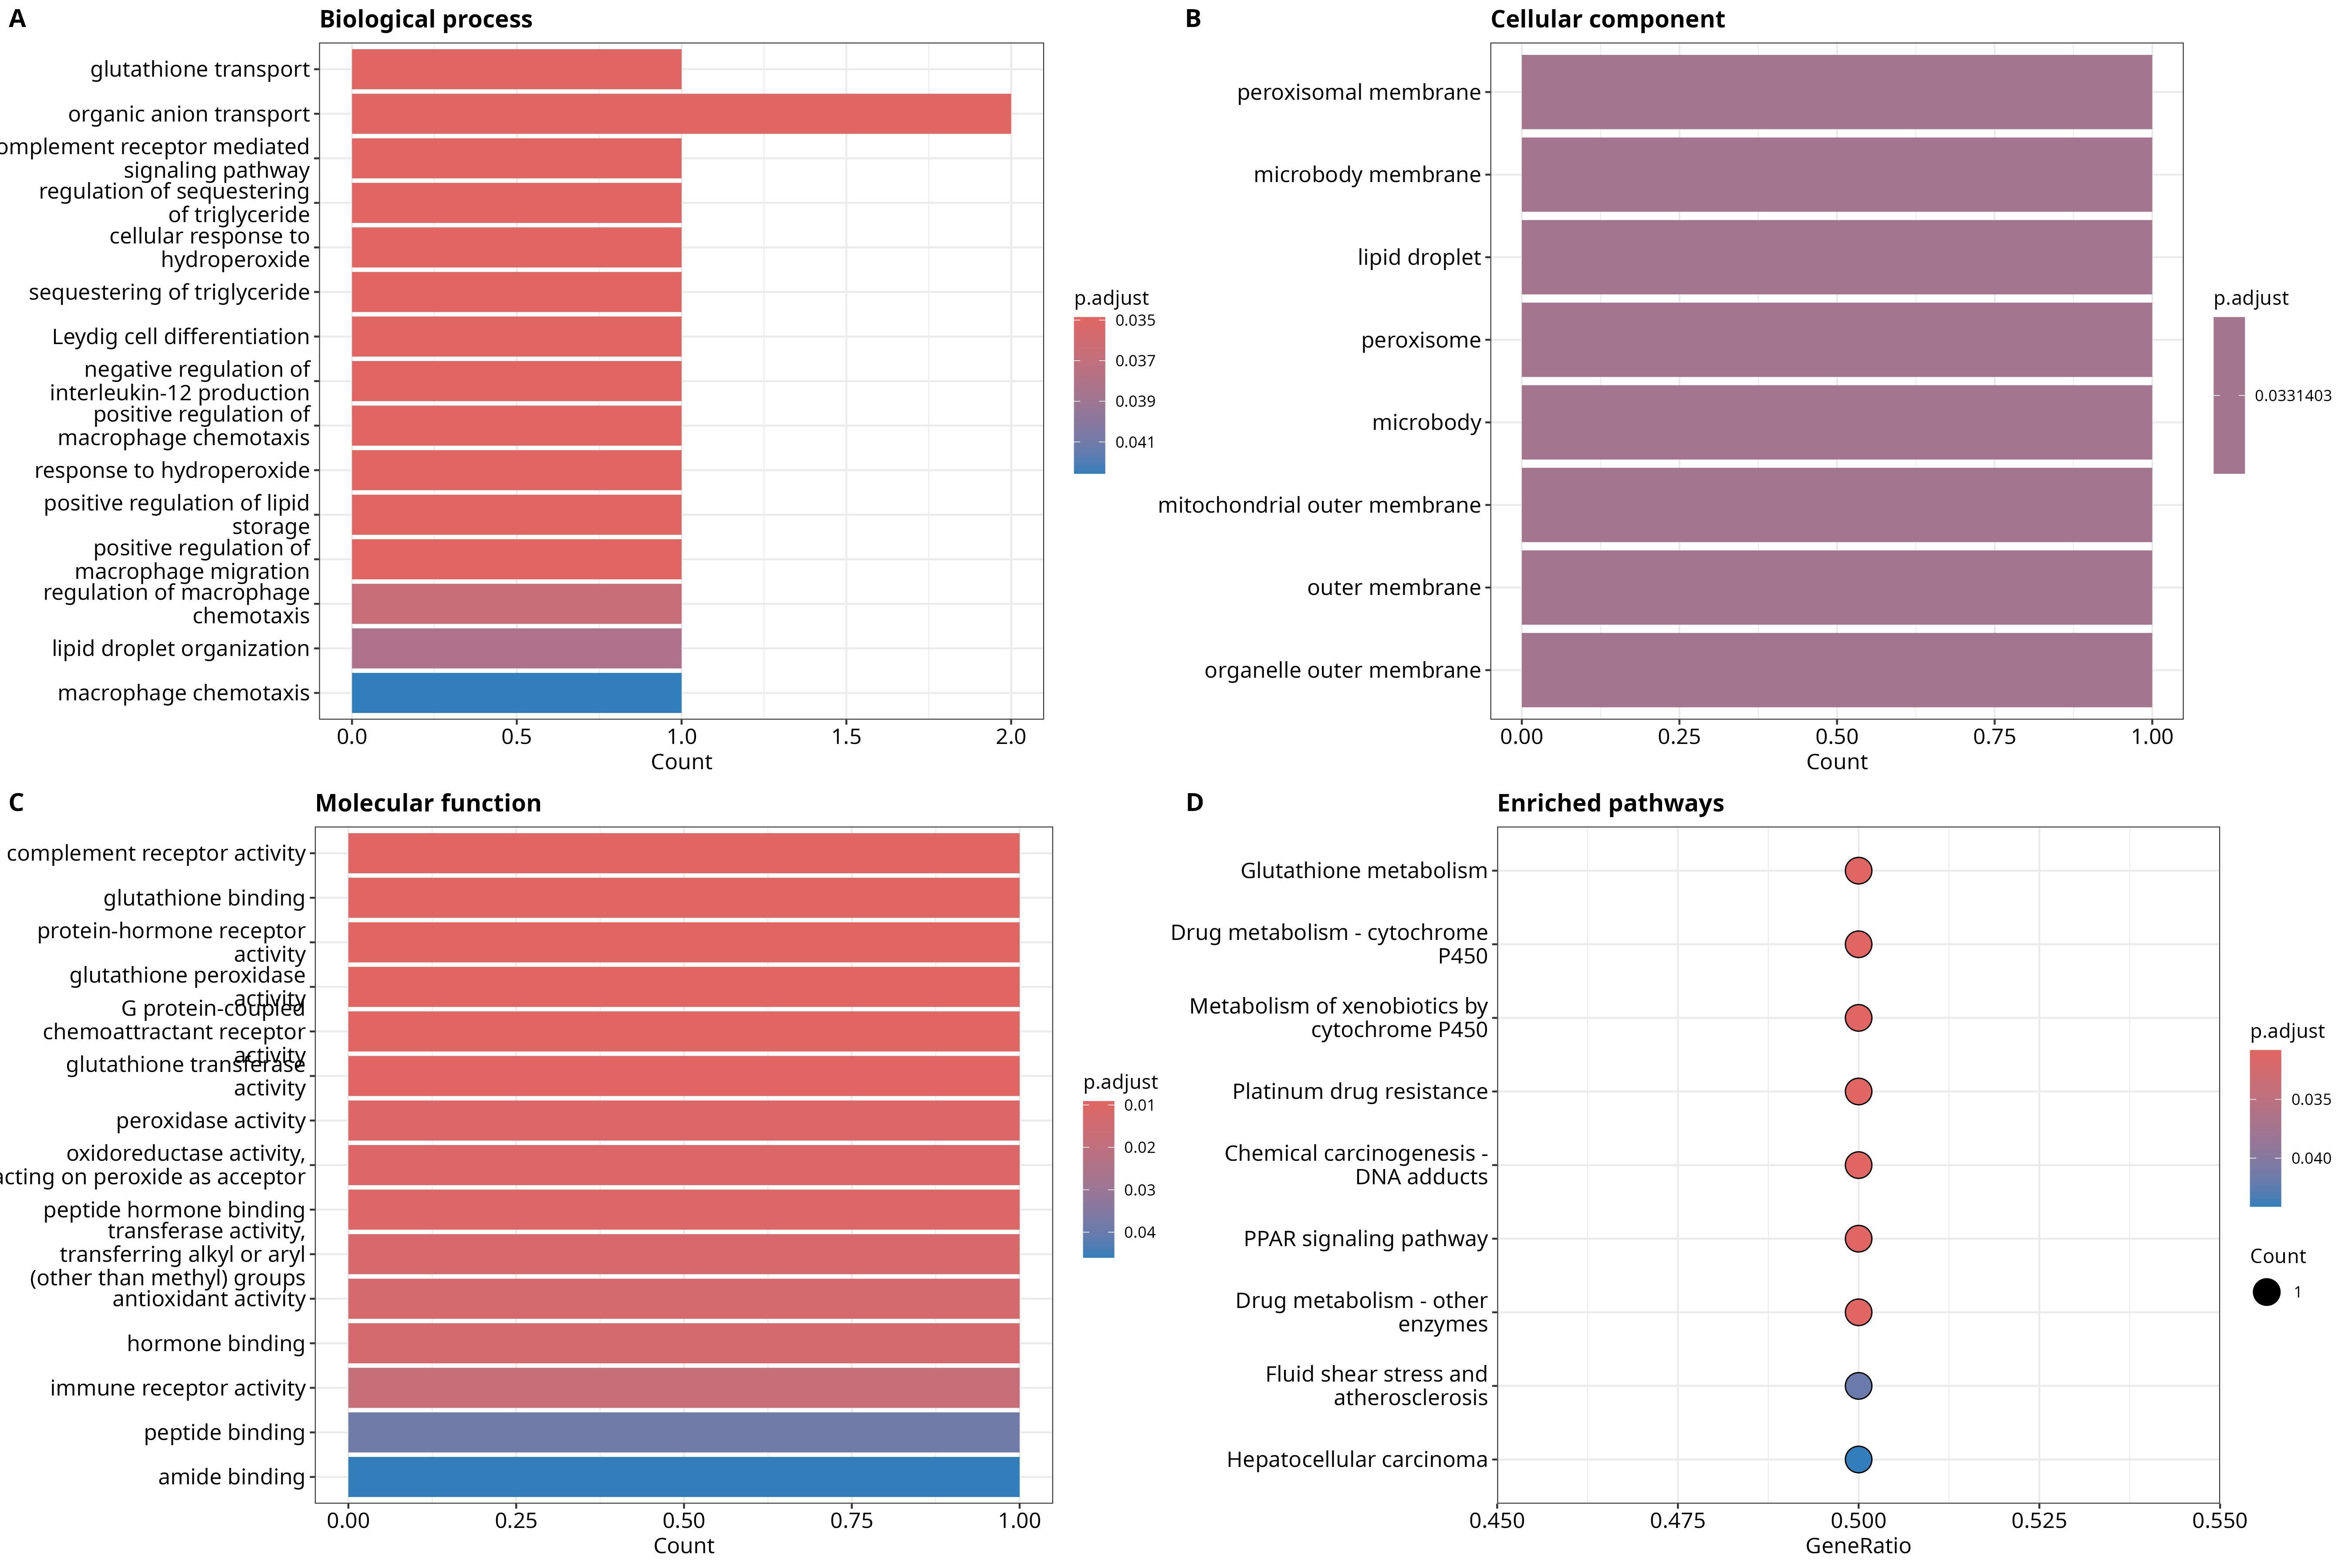 A
Biological process
glutathione transport
organic anion transport
omplement receptor mediated
signaling pathway
regulation of sequestering
of triglyceride
cellular response to
hydroperoxide
sequestering of triglyceride
Leydig cell differentiation
negative regulation of
interleukin-12 production
positive regulation of
macrophage chemotaxis
response to hydroperoxide
positive regulation of lipid
storage
positive regulation of
macrophage migration
regulation of macrophage
chemotaxis
lipid droplet organization
macrophage chemotaxis
0.0
0.5
1.0
1.5
2.0
Count
p.adjust
0.035
0.037
0.039
0.041
B
Cellular component
peroxisomal membrane
microbody membrane
lipid droplet
peroxisome
microbody
mitochondrial outer membrane
outer membrane
organelle outer membrane
0.00
0.25
0.50
0.75
1.00
Count
p.adjust
0.0331403
C
Molecular function
complement receptor activity
glutathione binding
protein-hormone receptor
activity
glutathione peroxidase
activity
G protein-coupled
chemoattractant receptor
activity
glutathione transferase
activity
peroxidase activity
oxidoreductase activity,
acting on peroxide as acceptor
peptide hormone binding
transferase activity,
transferring alkyl or aryl
(other than methyl) groups
antioxidant activity
hormone binding
immune receptor activity
peptide binding
amide binding
0.00
0.25
0.50
0.75
1.00
Count
p.adjust
0.01
0.02
0.03
0.04
D
Enriched pathways
Glutathione metabolism
Drug metabolism - cytochrome
P450
Metabolism of xenobiotics by
cytochrome P450
Platinum drug resistance
Chemical carcinogenesis -
DNA adducts
PPAR signaling pathway
Drug metabolism - other
enzymes
Fluid shear stress and
atherosclerosis
Hepatocellular carcinoma
0.450
0.475
0.500
0.525
0.550
GeneRatio
p.adjust
0.035
0.040
Count
1